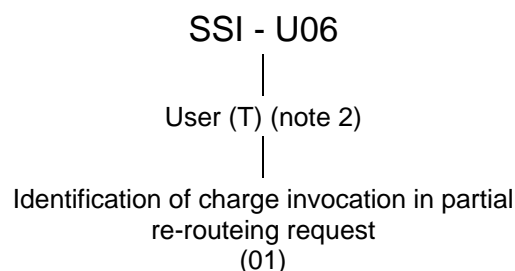 SSI - U06
User (T) (note 2)
Identification of charge invocation in partial
re-routeing request
(01)